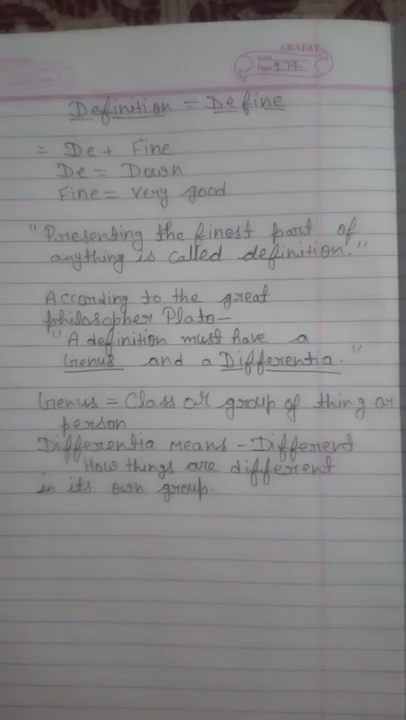 ARAFAT
Definition = Define
= De + Fine
De = Down
Fine = very good
"Presenting the finest part of
anything is called definition."
According to the great
philosopher Plato-
"A definition must have a
Genus and a Differentia."
Genus = Class or group of thing or
person
Differentia means - Different
How things are different
in its own group.